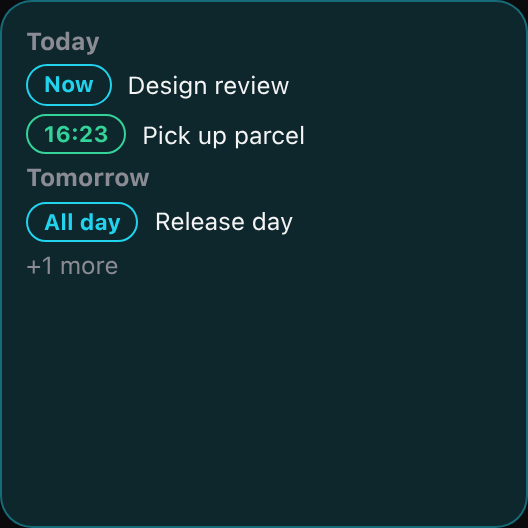 Today
Now Design review
16:23 Pick up parcel
Tomorrow
All day Release day
+1 more